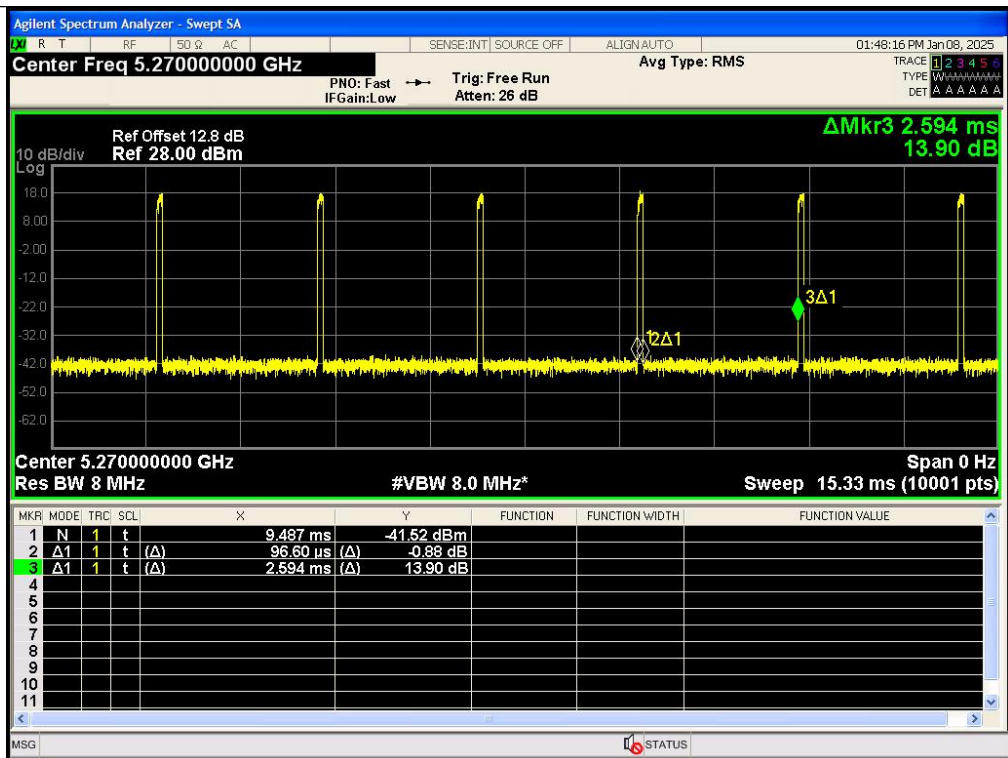 Agilent Spectrum Analyzer - Swept SA
LXI R T RF 50 Ω AC SENSE:INT SOURCE OFF ALIGN AUTO 01:48:16 PM Jan 08, 2025
Center Freq 5.270000000 GHz
PNO: Fast
IFGain:Low
Trig: Free Run
Atten: 26 dB
Avg Type: RMS
TRACE 1 2 3 4 5 6
TYPE W
DET A A A A A A
Ref Offset 12.8 dB
10 dB/div Ref 28.00 dBm
ΔMkr3 2.594 ms
13.90 dB
Log
18.0
8.00
-2.00
-12.0
-22.0
-32.0
-42.0
-52.0
-62.0
1
2Δ1
3Δ1
Center 5.270000000 GHz Span 0 Hz
Res BW 8 MHz #VBW 8.0 MHz* Sweep 15.33 ms (10001 pts)
MKR MODE TRC SCL X Y FUNCTION FUNCTION WIDTH FUNCTION VALUE
1 N 1 t 9.487 ms -41.52 dBm
2 Δ1 1 t (Δ) 96.60 µs (Δ) -0.88 dB
3 Δ1 1 t (Δ) 2.594 ms (Δ) 13.90 dB
4
5
6
7
8
9
10
11
MSG STATUS